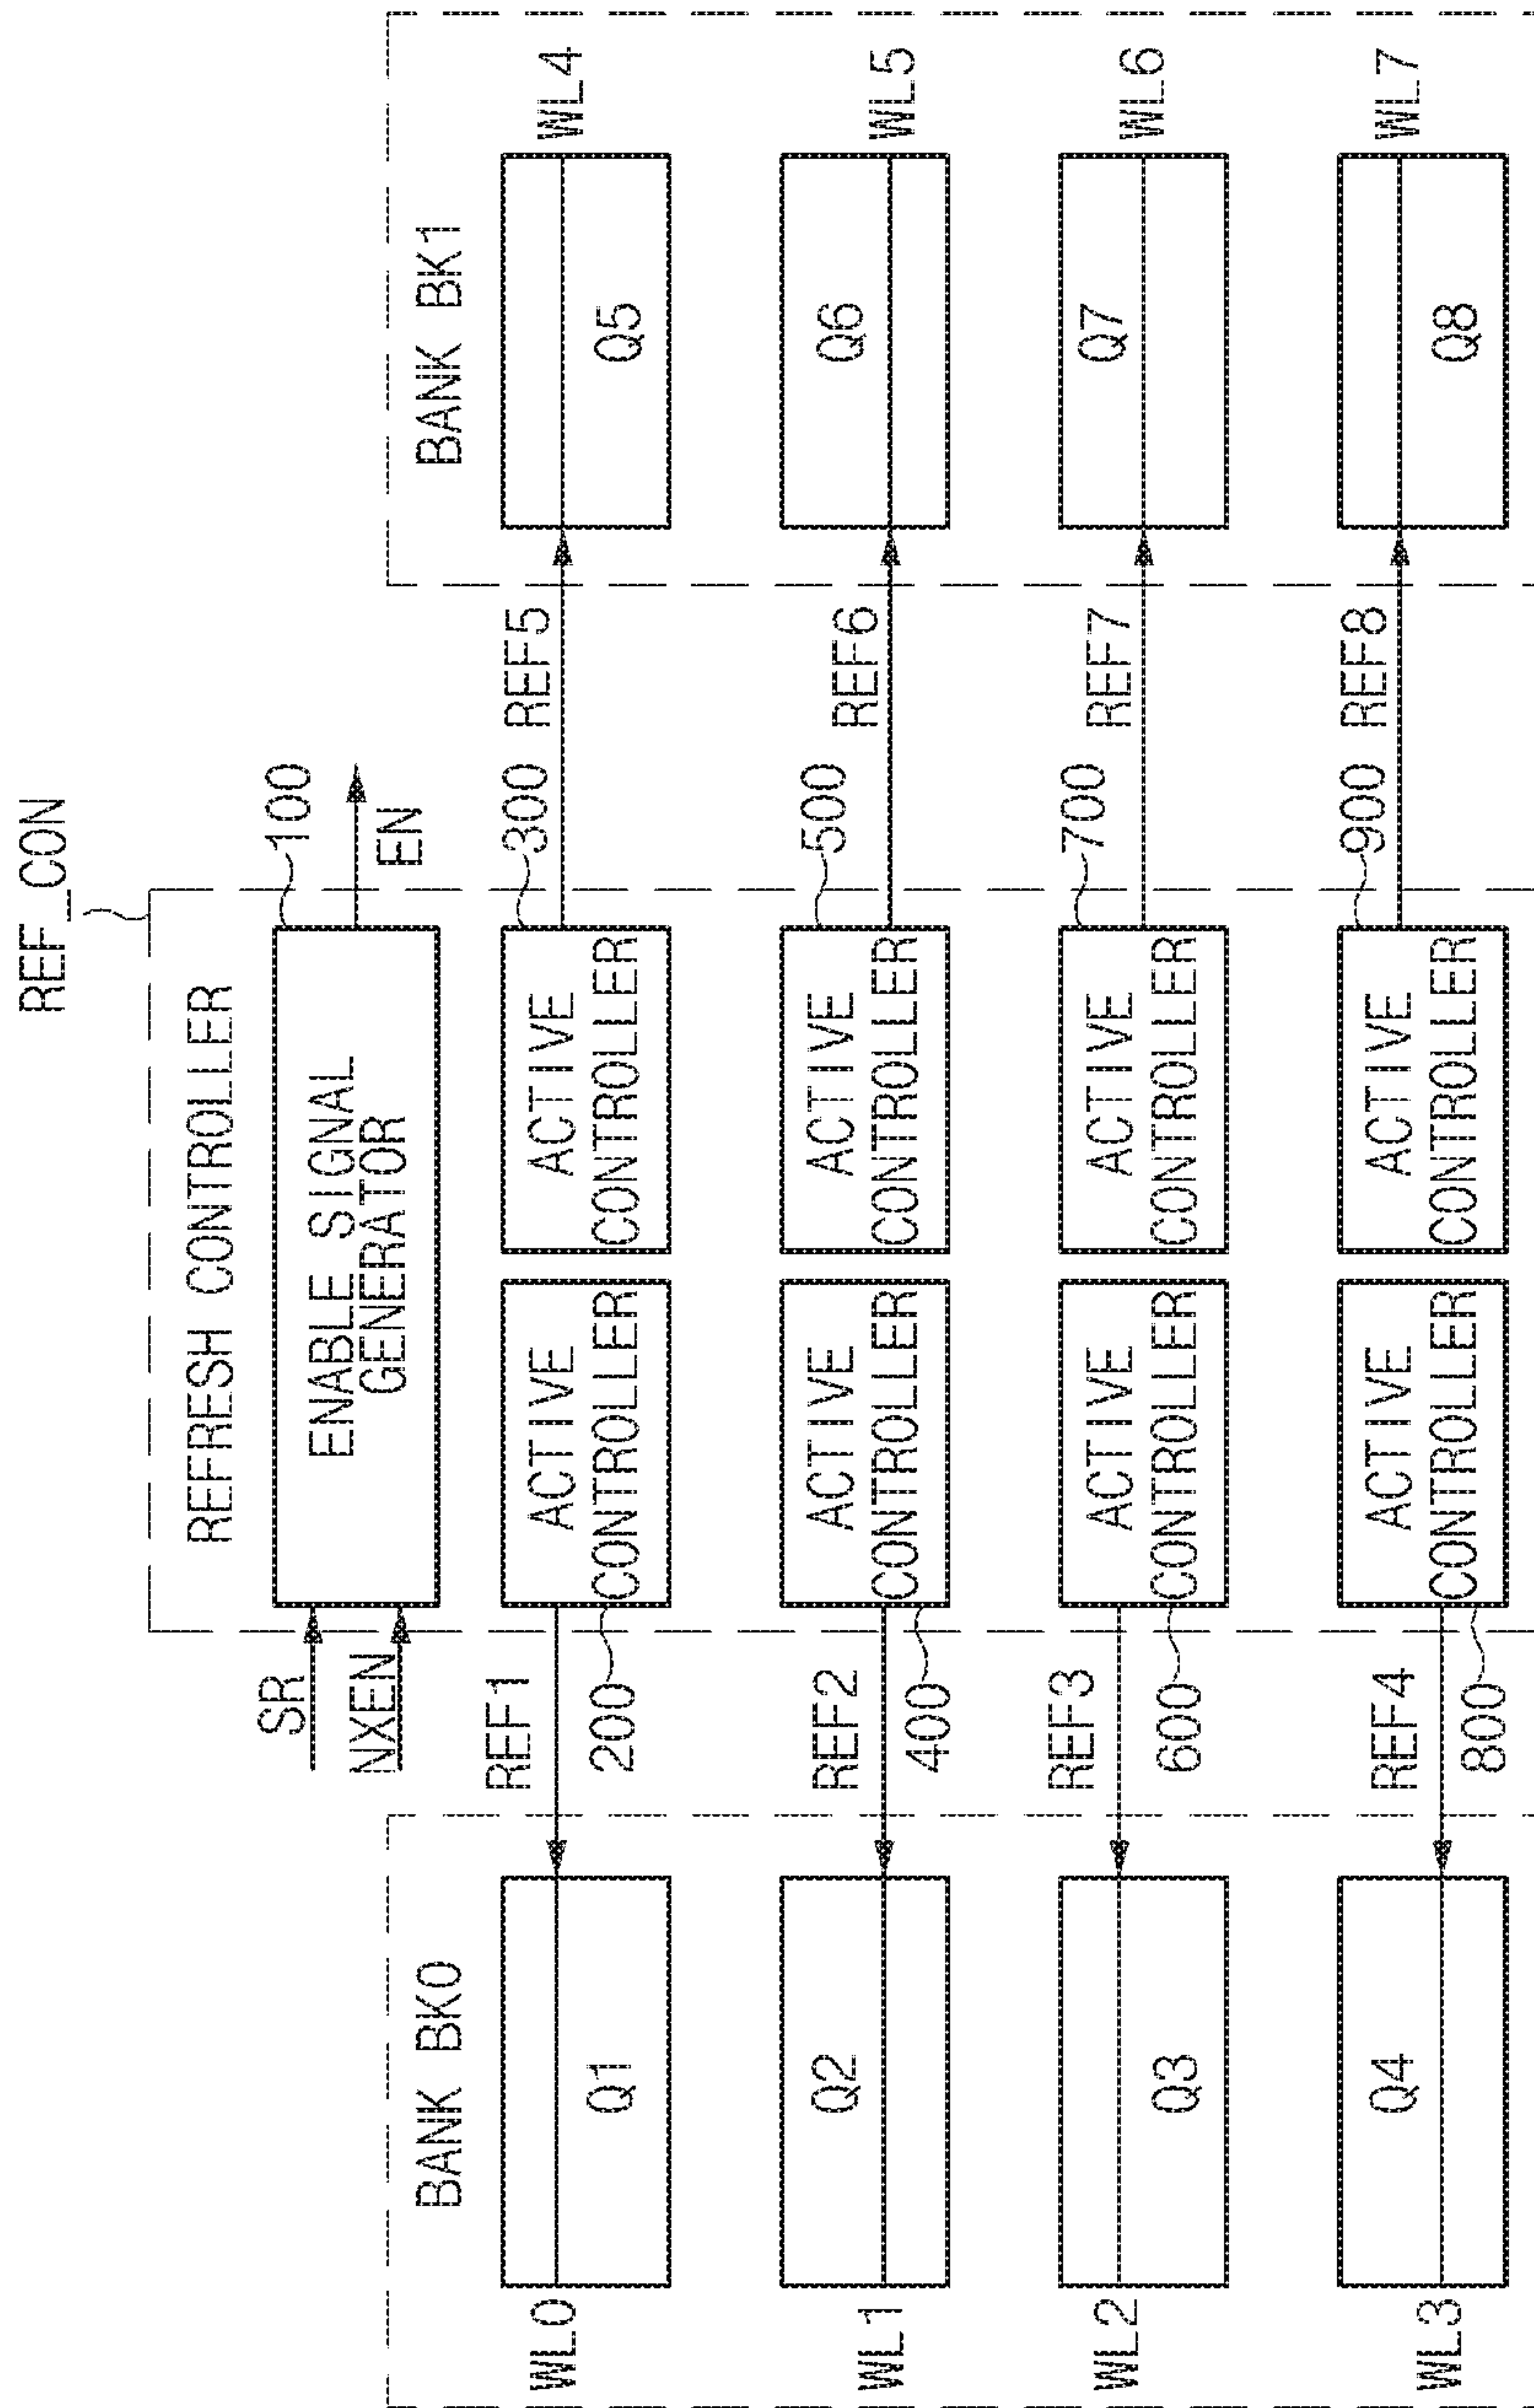 REF_CON
REFRESH CONTROLLER
SR
NXEN
ENABLE SIGNAL
GENERATOR
100
EN
BANK BK0
BANK BK1
WL0
Q1
REF1
200
ACTIVE
CONTROLLER
ACTIVE
CONTROLLER
300
REF5
Q5
WL4
WL1
Q2
REF2
400
ACTIVE
CONTROLLER
ACTIVE
CONTROLLER
500
REF6
Q6
WL5
WL2
Q3
REF3
600
ACTIVE
CONTROLLER
ACTIVE
CONTROLLER
700
REF7
Q7
WL6
WL3
Q4
REF4
800
ACTIVE
CONTROLLER
ACTIVE
CONTROLLER
900
REF8
Q8
WL7